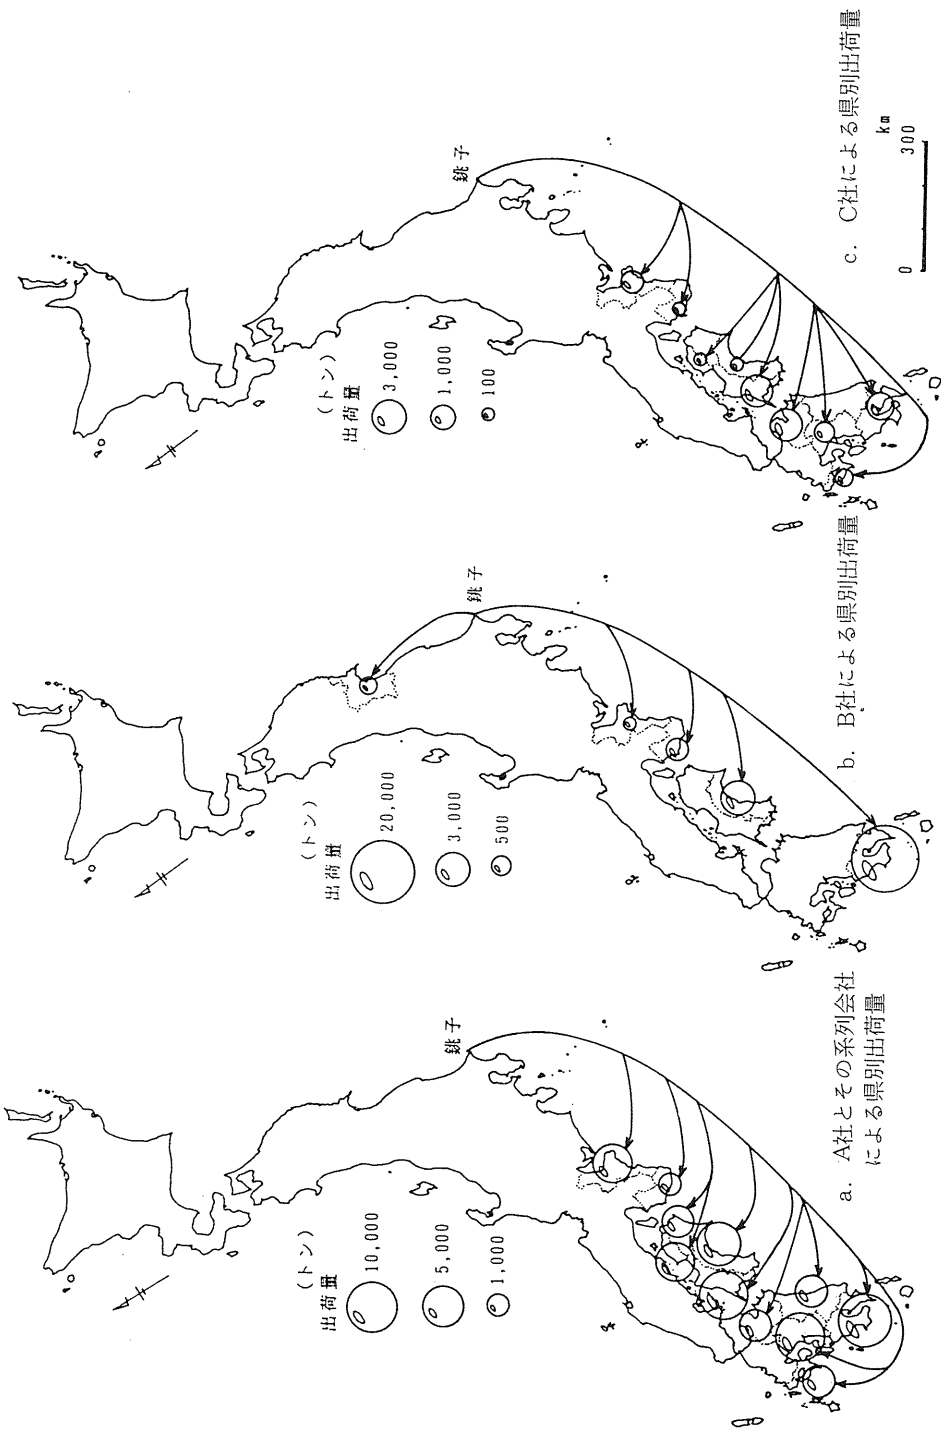 銚子
出荷量
(トン)
10,000
5,000
1,000
a. A社とその系列会社
による県別出荷量
銚子
出荷量
(トン)
20,000
3,000
500
b. B社による県別出荷量
銚子
出荷量
(トン)
3,000
1,000
100
c. C社による県別出荷量
0 300
km